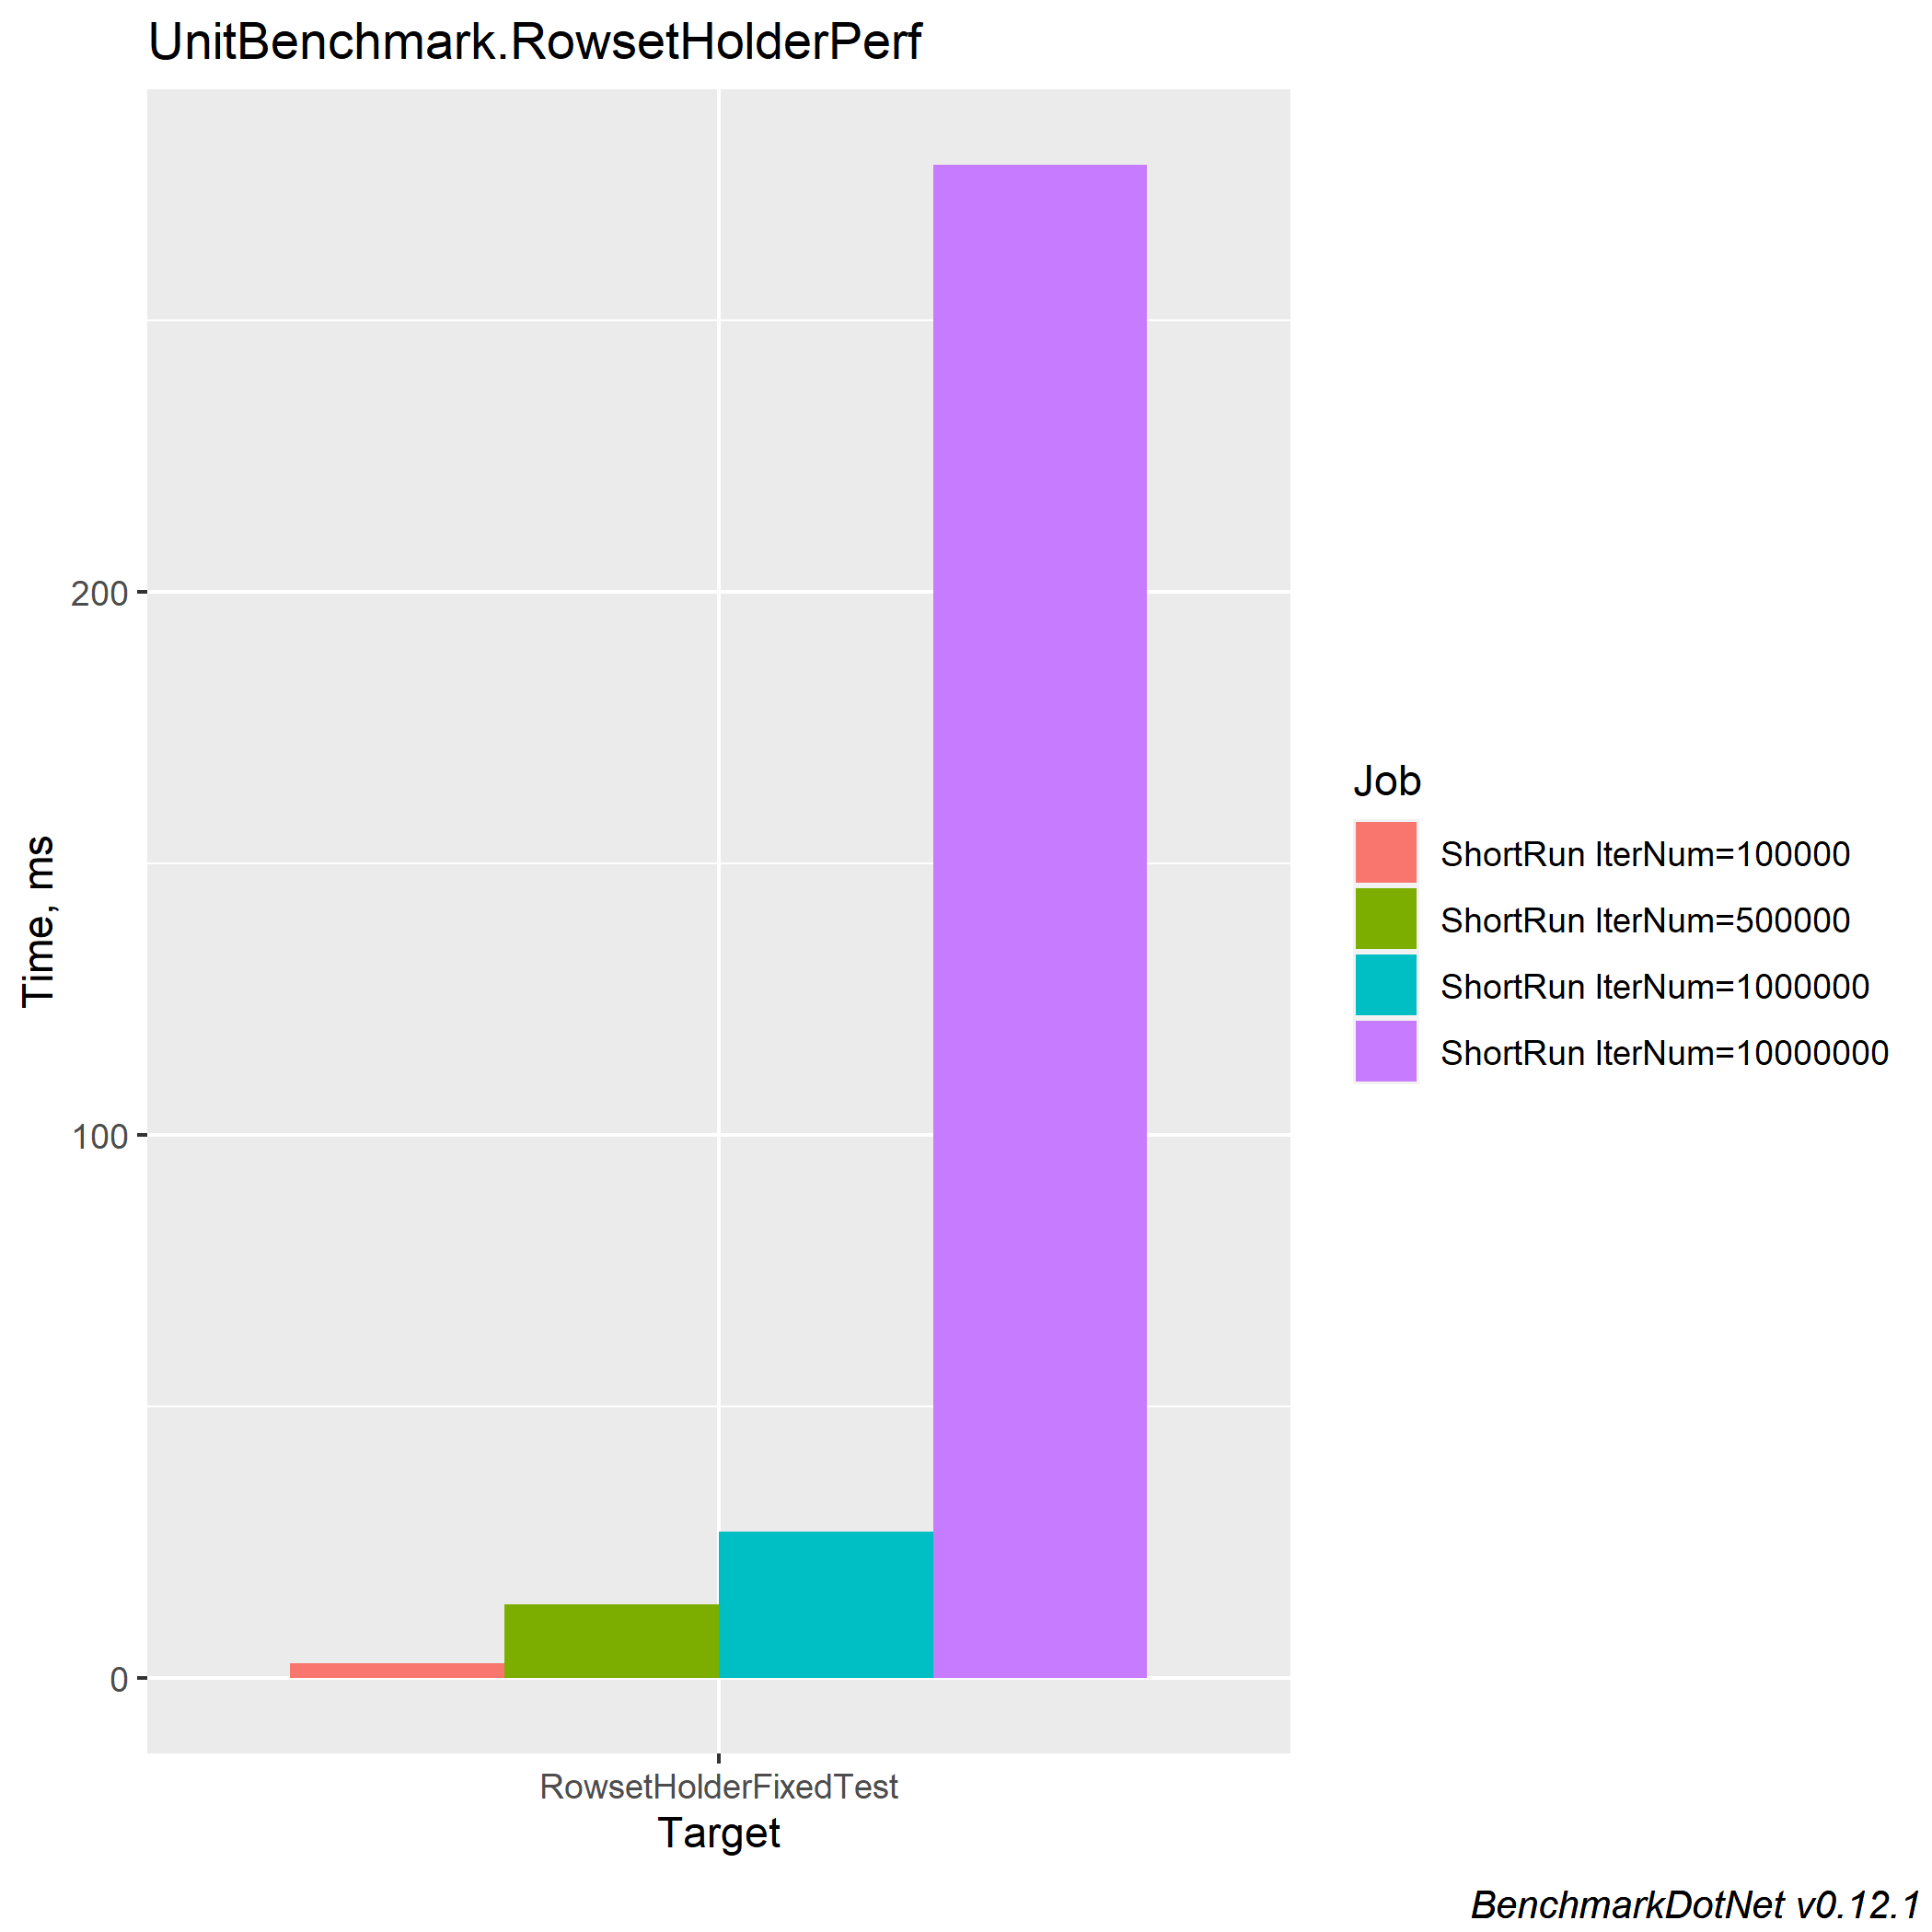 UnitBenchmark.RowsetHolderPerf
Time, ms
200
100
0
RowsetHolderFixedTest
Target
Job
ShortRun IterNum=100000
ShortRun IterNum=500000
ShortRun IterNum=1000000
ShortRun IterNum=10000000
BenchmarkDotNet v0.12.1